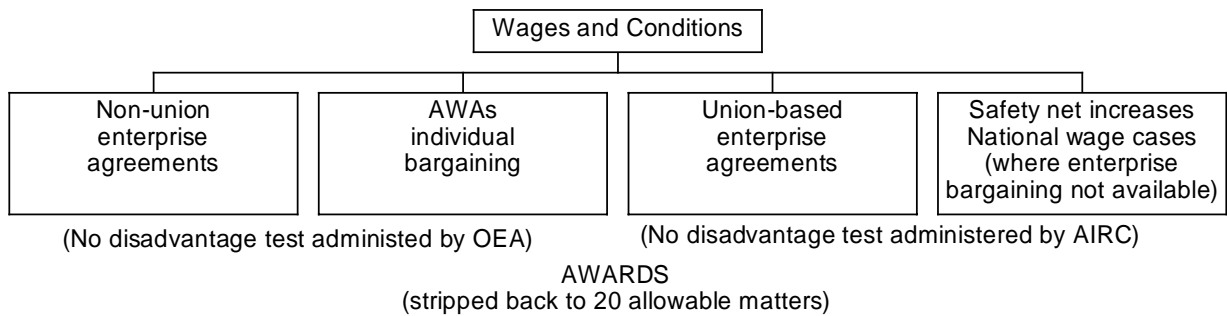 Wages and Conditions
Non-union
enterprise
agreements
AWAs
individual
bargaining
Union-based
enterprise
agreements
Safety net increases
National wage cases
(where enterprise
bargaining not available)
(No disadvantage test administed by OEA)
(No disadvantage test administered by AIRC)
AWARDS
(stripped back to 20 allowable matters)